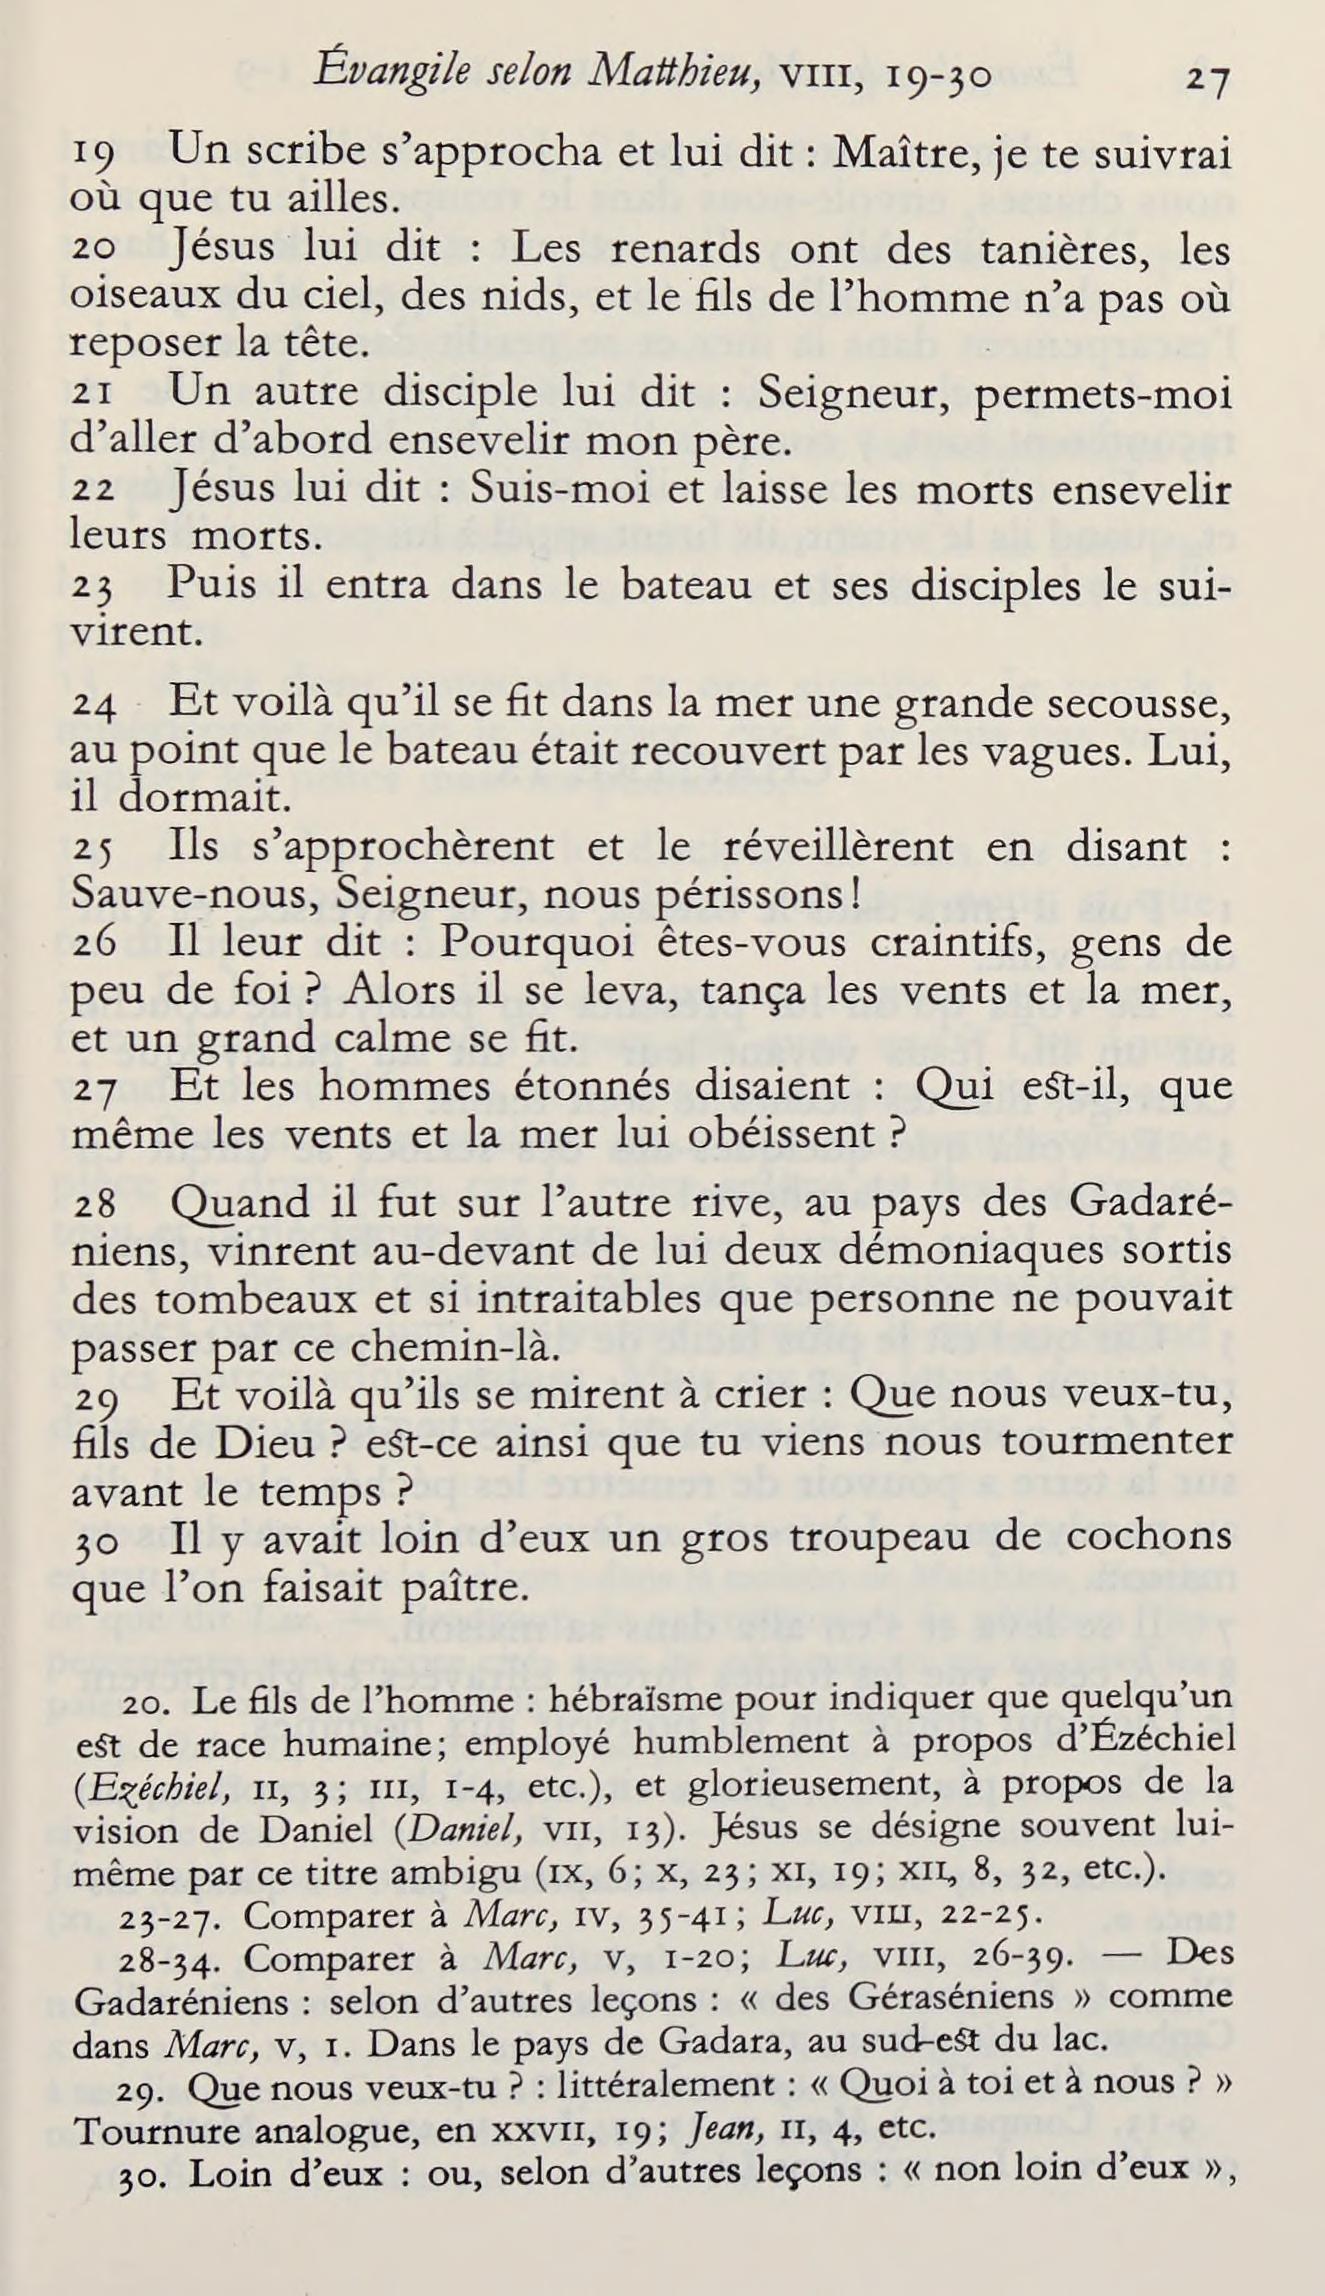 Évangile selon Matthieu, VIII, 19-30 27
19 Un scribe s'approcha et lui dit : Maître, je te suivrai
où que tu ailles.
20 Jésus lui dit : Les renards ont des tanières, les
oiseaux du ciel, des nids, et le fils de l'homme n'a pas où
reposer la tête.
21 Un autre disciple lui dit : Seigneur, permets-moi
d'aller d'abord ensevelir mon père.
22 Jésus lui dit : Suis-moi et laisse les morts ensevelir
leurs morts.
23 Puis il entra dans le bateau et ses disciples le sui-
virent.
24 Et voilà qu'il se fit dans la mer une grande secousse,
au point que le bateau était recouvert par les vagues. Lui,
il dormait.
25 Ils s'approchèrent et le réveillèrent en disant :
Sauve-nous, Seigneur, nous périssons!
26 Il leur dit : Pourquoi êtes-vous craintifs, gens de
peu de foi ? Alors il se leva, tança les vents et la mer,
et un grand calme se fit.
27 Et les hommes étonnés disaient : Qui est-il, que
même les vents et la mer lui obéissent ?
28 Quand il fut sur l'autre rive, au pays des Gadaré-
niens, vinrent au-devant de lui deux démoniaques sortis
des tombeaux et si intraitables que personne ne pouvait
passer par ce chemin-là.
29 Et voilà qu'ils se mirent à crier : Que nous veux-tu,
fils de Dieu ? est-ce ainsi que tu viens nous tourmenter
avant le temps ?
30 Il y avait loin d'eux un gros troupeau de cochons
que l'on faisait paître.
20. Le fils de l'homme : hébraïsme pour indiquer que quelqu'un
est de race humaine; employé humblement à propos d'Ézéchiel
(Ezéchiel, II, 3; III, 1-4, etc.), et glorieusement, à propos de la
vision de Daniel (Daniel, VII, 13). Jésus se désigne souvent lui-
même par ce titre ambigu (IX, 6; X, 23; XI, 19; XII, 8, 32, etc.).
23-27. Comparer à Marc, IV, 35-41; Luc, VIII, 22-25.
28-34. Comparer à Marc, V, 1-20; Luc, VIII, 26-39. — Des
Gadaréniens : selon d'autres leçons : « des Géraséniens » comme
dans Marc, V, 1. Dans le pays de Gadara, au sud-est du lac.
29. Que nous veux-tu ? : littéralement : « Quoi à toi et à nous ? »
Tournure analogue, en XXVII, 19; Jean, II, 4, etc.
30. Loin d'eux : ou, selon d'autres leçons : « non loin d'eux »,